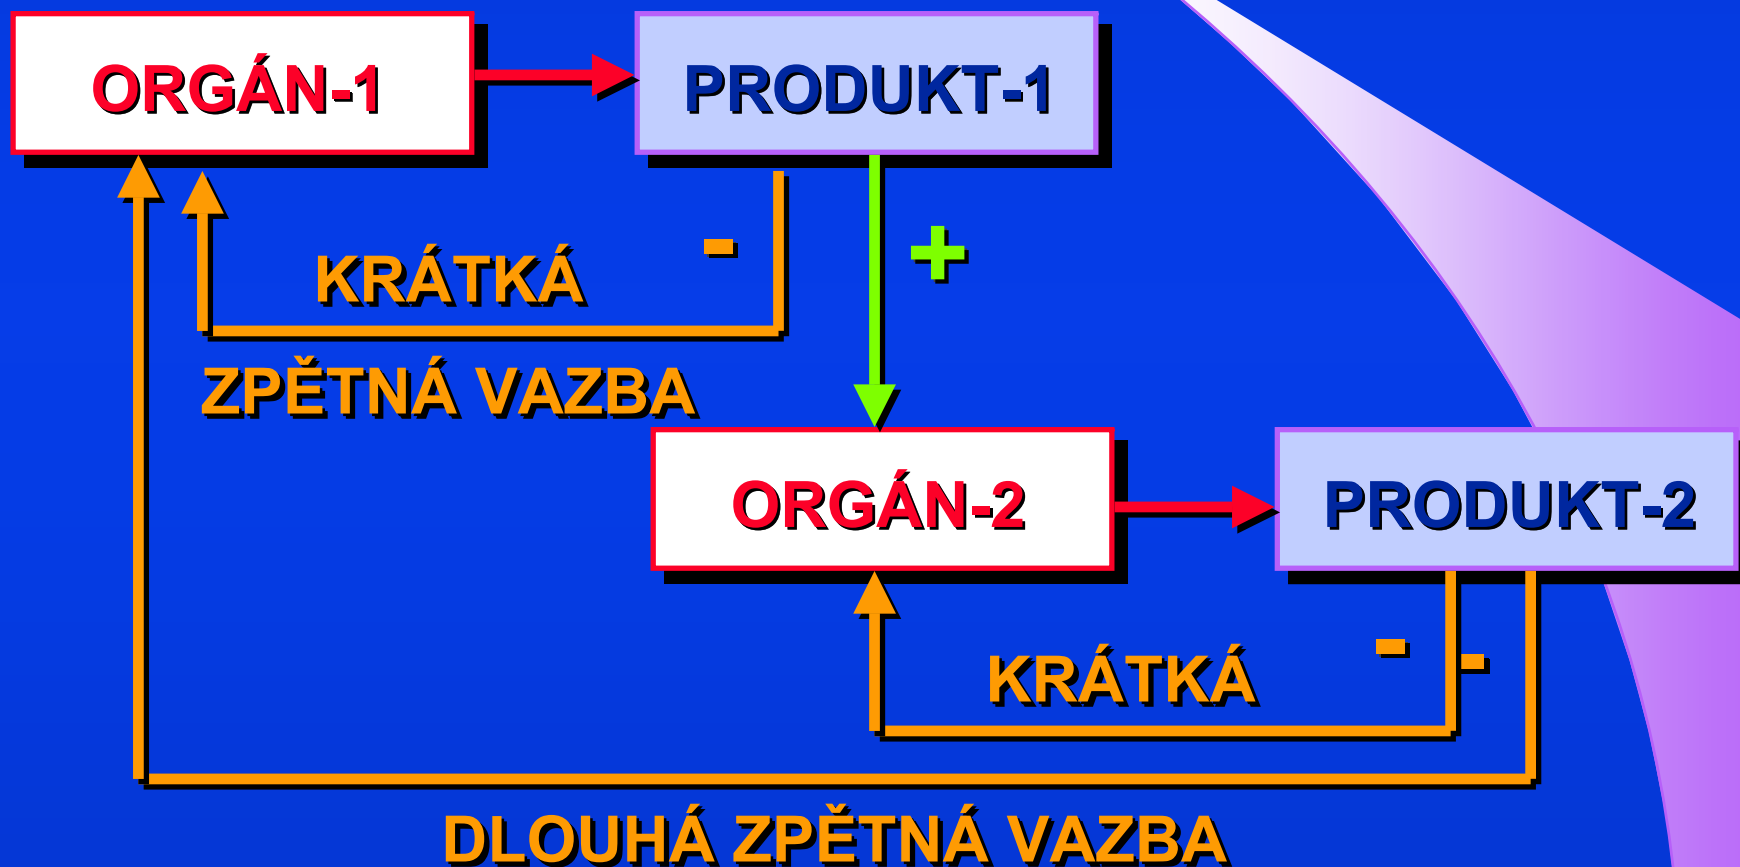 ORGÁN-1
PRODUKT-1
-
+
KRÁTKÁ
ZPĚTNÁ VAZBA
ORGÁN-2
PRODUKT-2
- -
KRÁTKÁ
DLOUHÁ ZPĚTNÁ VAZBA